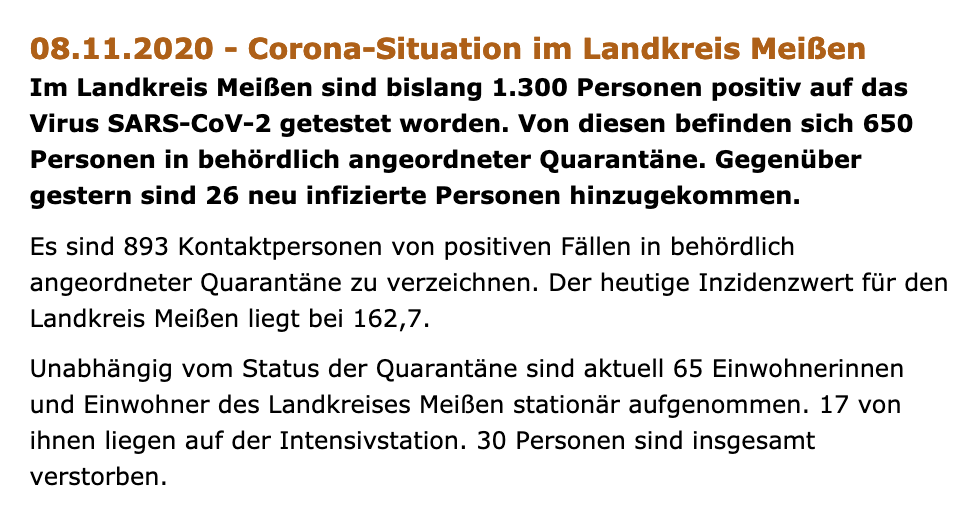 08.11.2020 - Corona-Situation im Landkreis Meißen
Im Landkreis Meißen sind bislang 1.300 Personen positiv auf das
Virus SARS-CoV-2 getestet worden. Von diesen befinden sich 650
Personen in behördlich angeordneter Quarantäne. Gegenüber
gestern sind 26 neu infizierte Personen hinzugekommen.
Es sind 893 Kontaktpersonen von positiven Fällen in behördlich
angeordneter Quarantäne zu verzeichnen. Der heutige Inzidenzwert für den
Landkreis Meißen liegt bei 162,7.
Unabhängig vom Status der Quarantäne sind aktuell 65 Einwohnerinnen
und Einwohner des Landkreises Meißen stationär aufgenommen. 17 von
ihnen liegen auf der Intensivstation. 30 Personen sind insgesamt
verstorben.